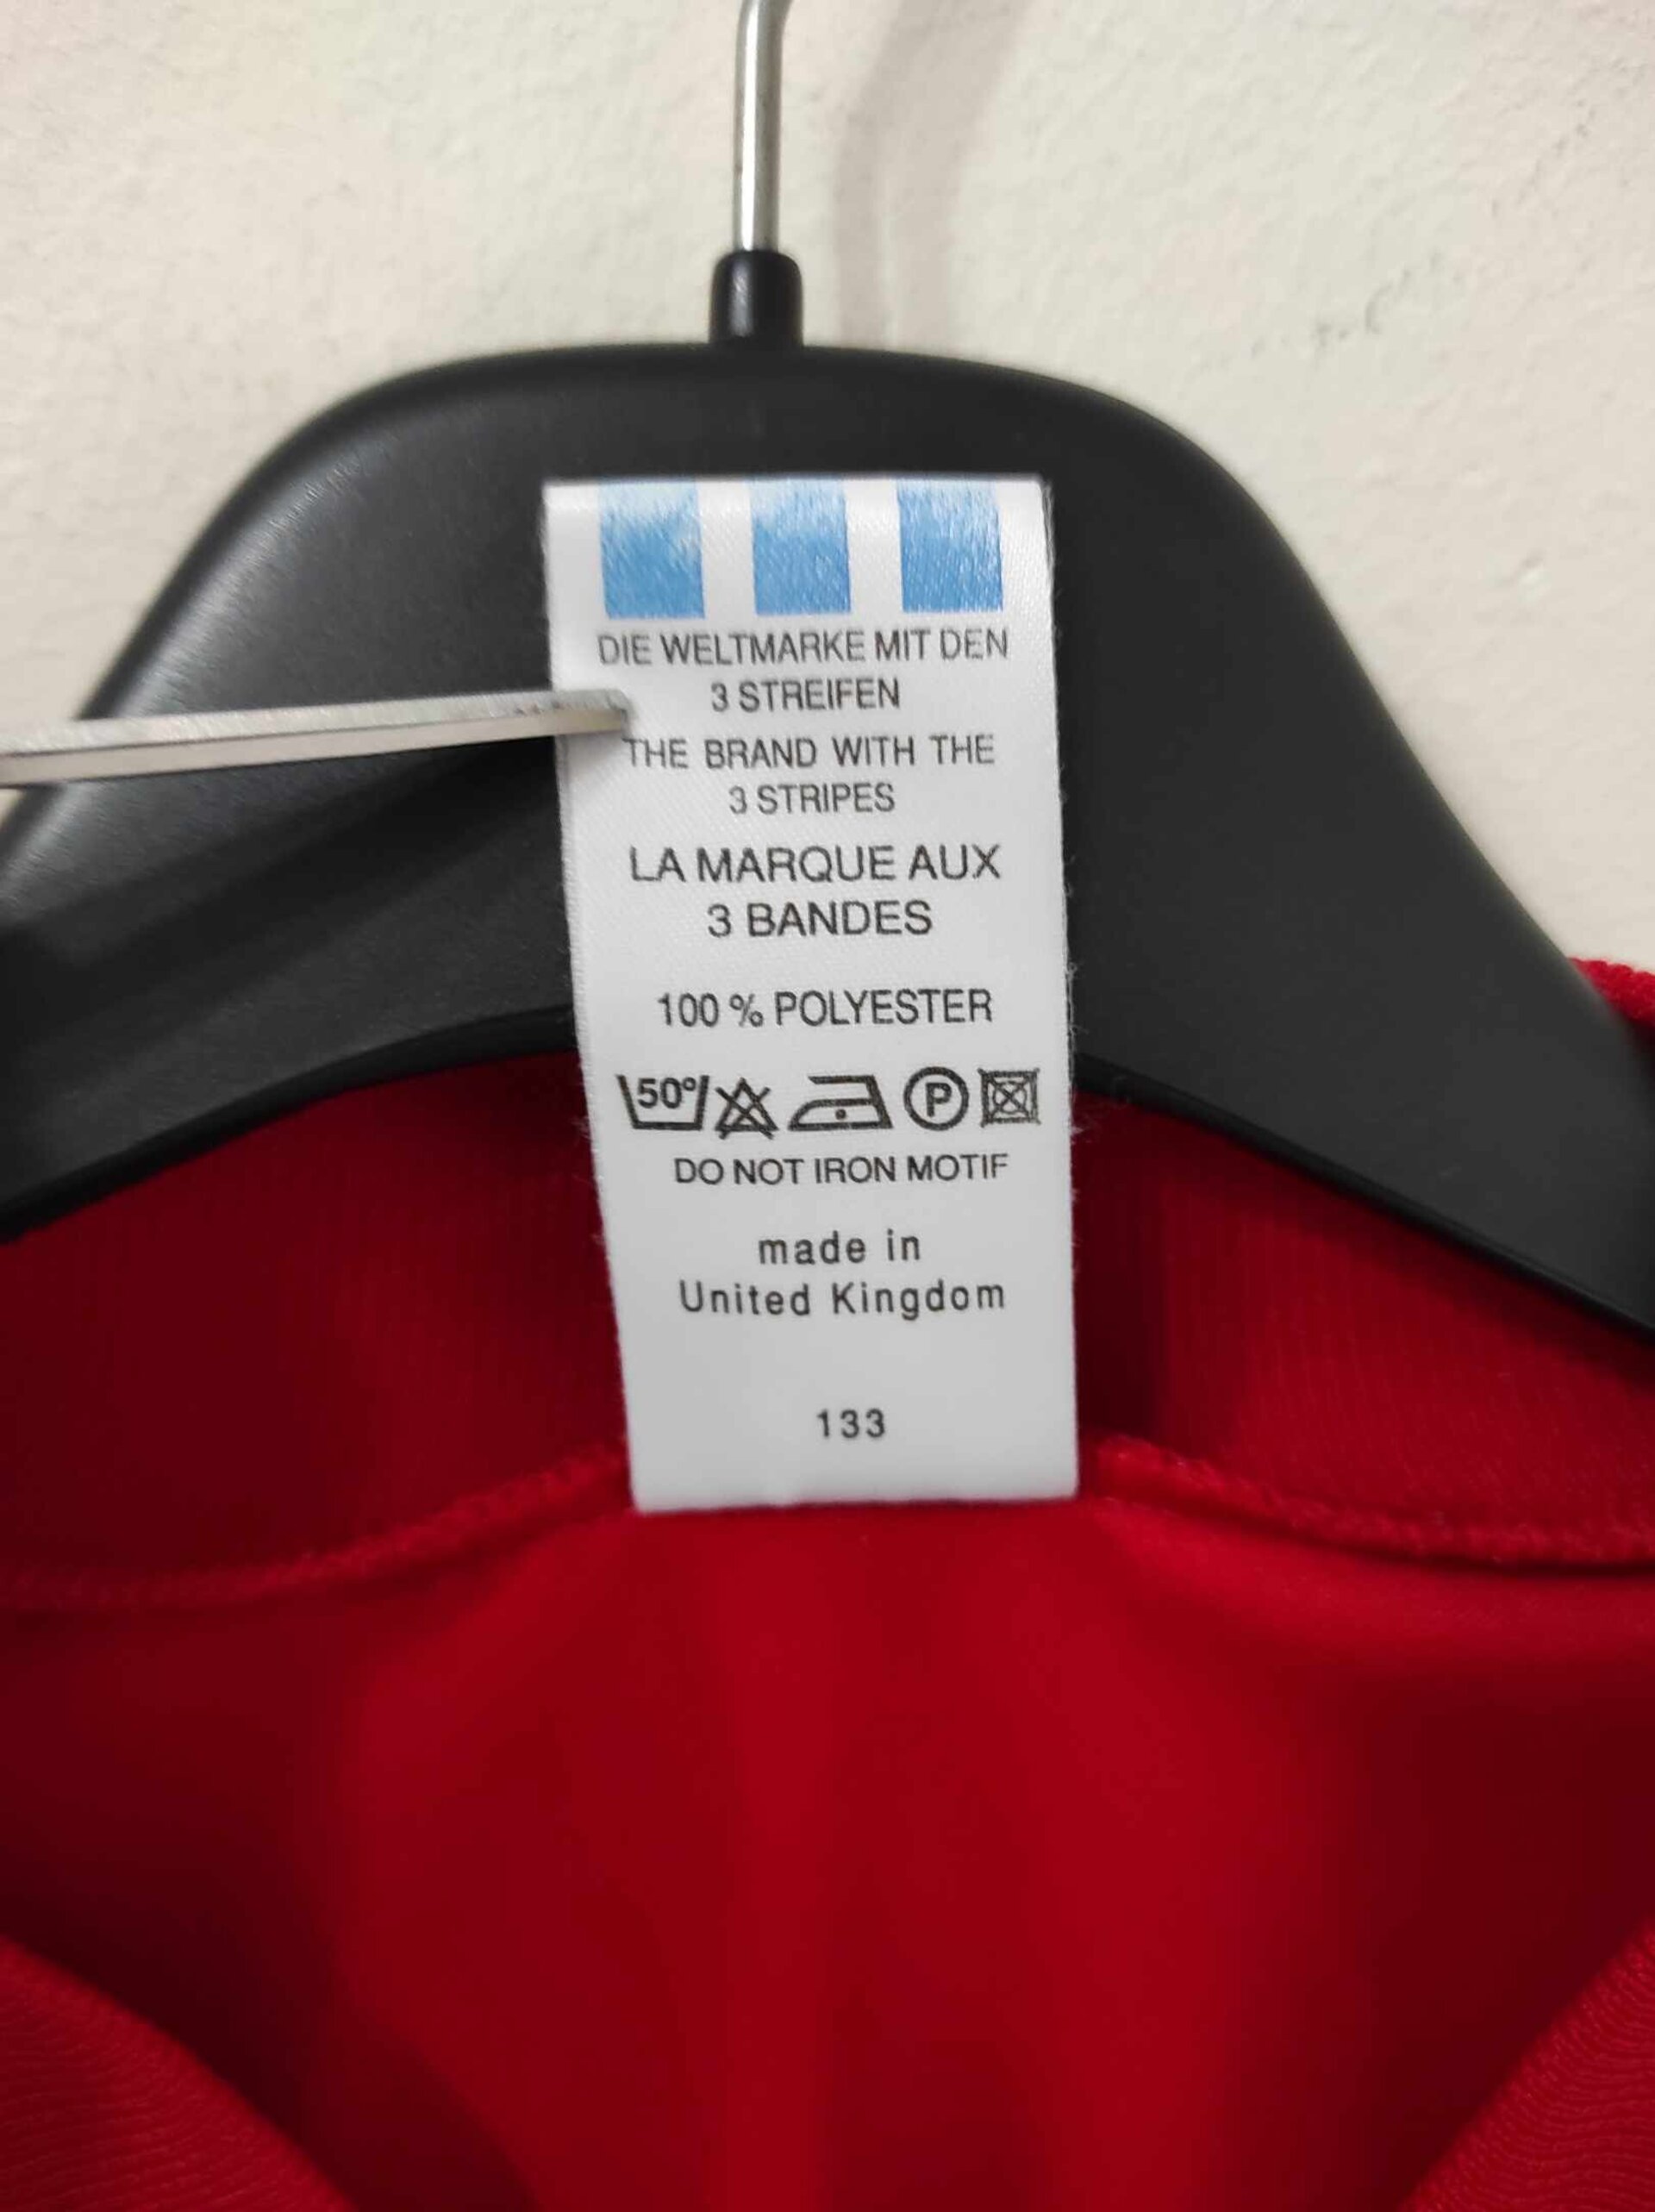 DIE WELTMARKE MIT DEN
3 STREIFEN
THE BRAND WITH THE
3 STRIPES
LA MARQUE AUX
3 BANDES
100 % POLYESTER
50° P
DO NOT IRON MOTIF
made in
United Kingdom
133